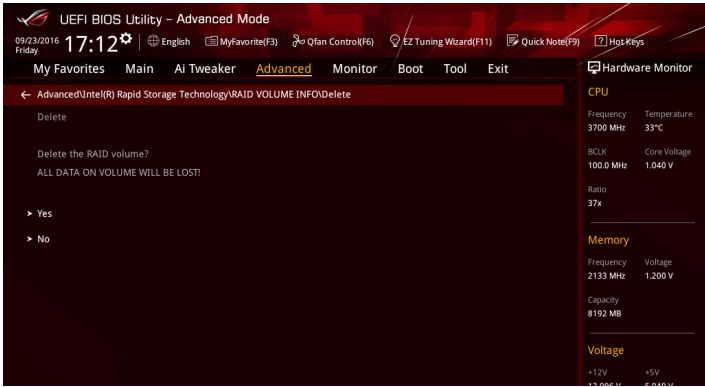 UEFI BIOS Utility – Advanced Mode
09/23/2016 17:12 English MyFavorite(F3) Qfan Control(F6) EZ Tuning Wizard(F11) Quick Note(F9) ? Hot Keys
Friday
My Favorites Main Ai Tweaker Advanced Monitor Boot Tool Exit
← Advanced\Intel(R) Rapid Storage Technology\RAID VOLUME INFO\Delete
Delete
Delete the RAID volume?
ALL DATA ON VOLUME WILL BE LOST!
> Yes
> No
Hardware Monitor
CPU
Frequency Temperature
3700 MHz 33°C
BCLK Core Voltage
100.0 MHz 1.040 V
Ratio
37x
Memory
Frequency Voltage
2133 MHz 1.200 V
Capacity
8192 MB
Voltage
+12V +5V
12.096 V 5.040 V